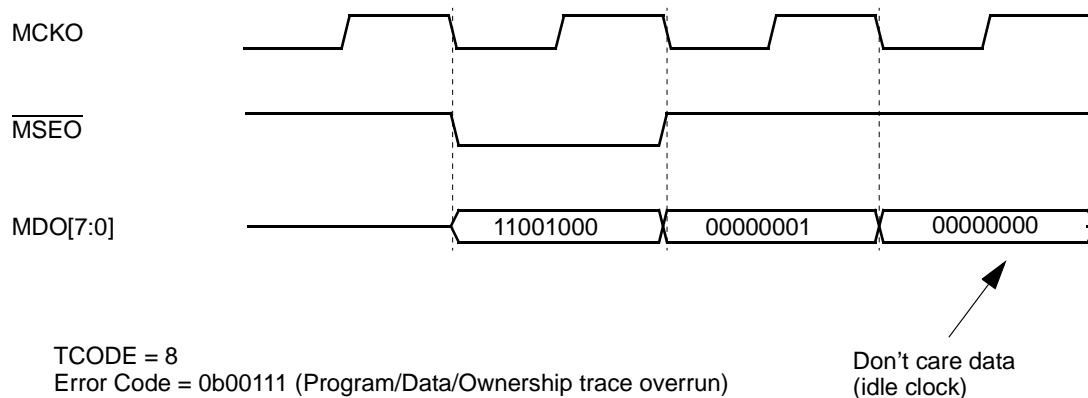 MCKO
MSEO
MDO[7:0]
11001000 00000001 00000000
TCODE = 8
Error Code = 0b00111 (Program/Data/Ownership trace overrun)
Don’t care data
(idle clock)